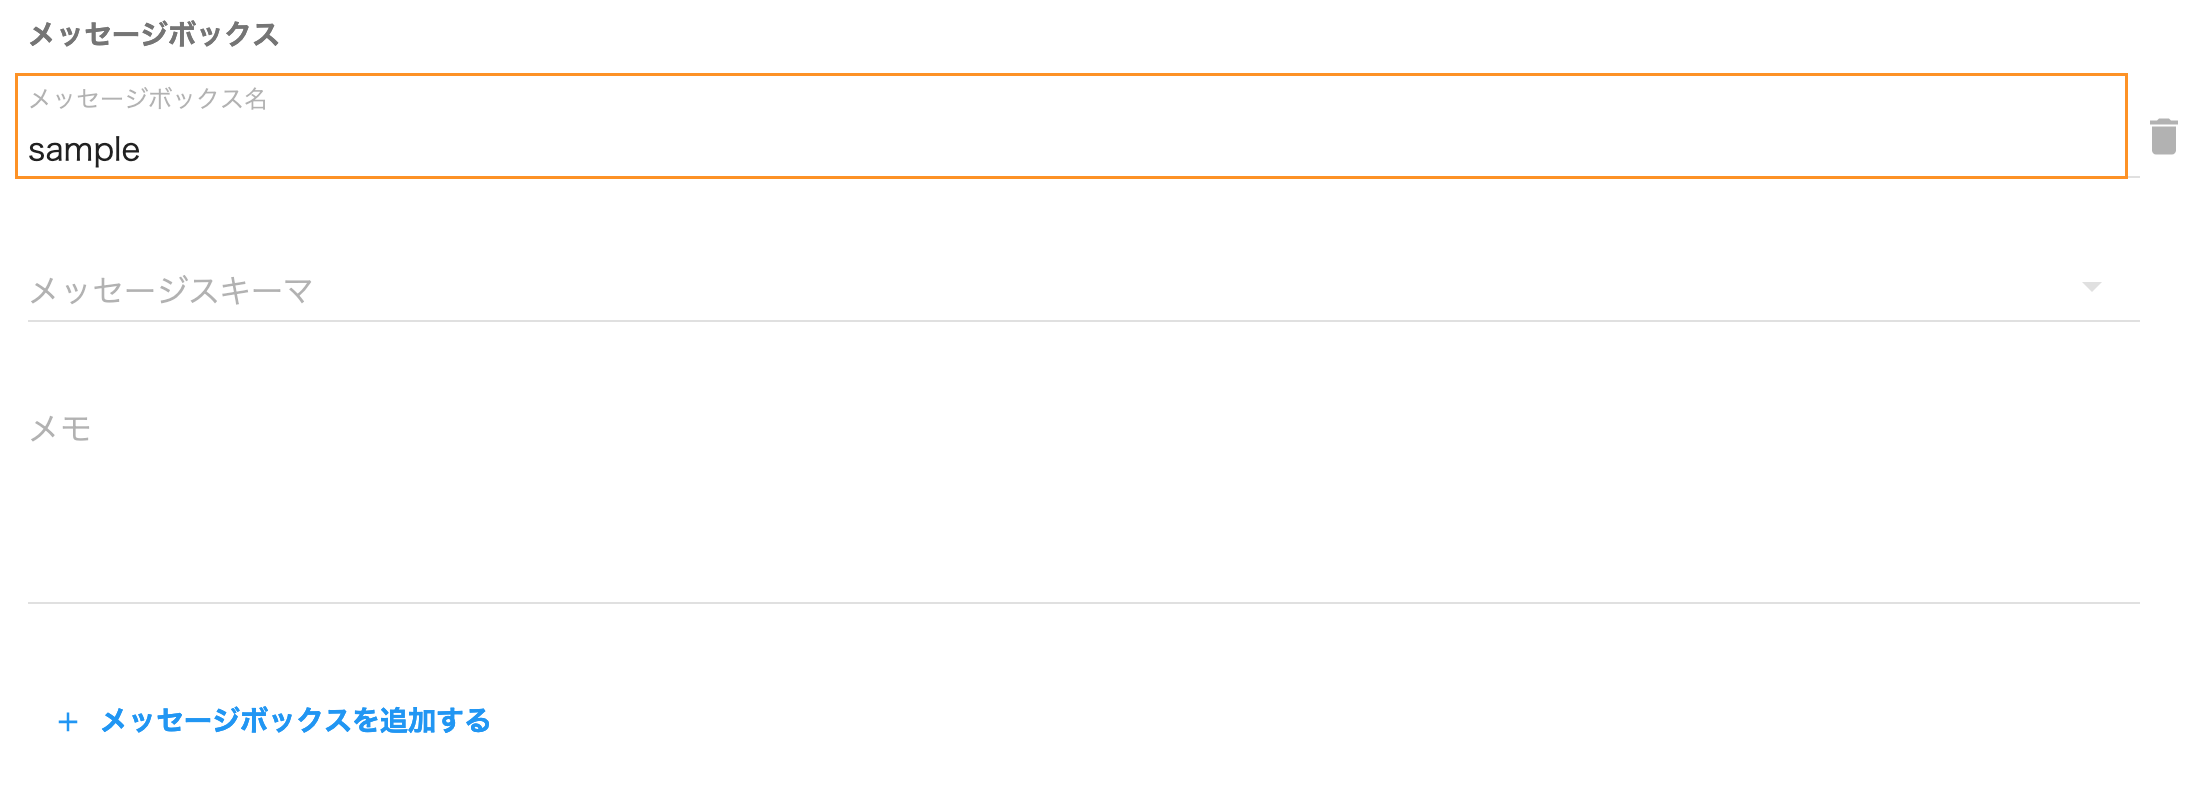 メッセージボックス
メッセージボックス名
sample
メッセージスキーマ
メモ
+ メッセージボックスを追加する